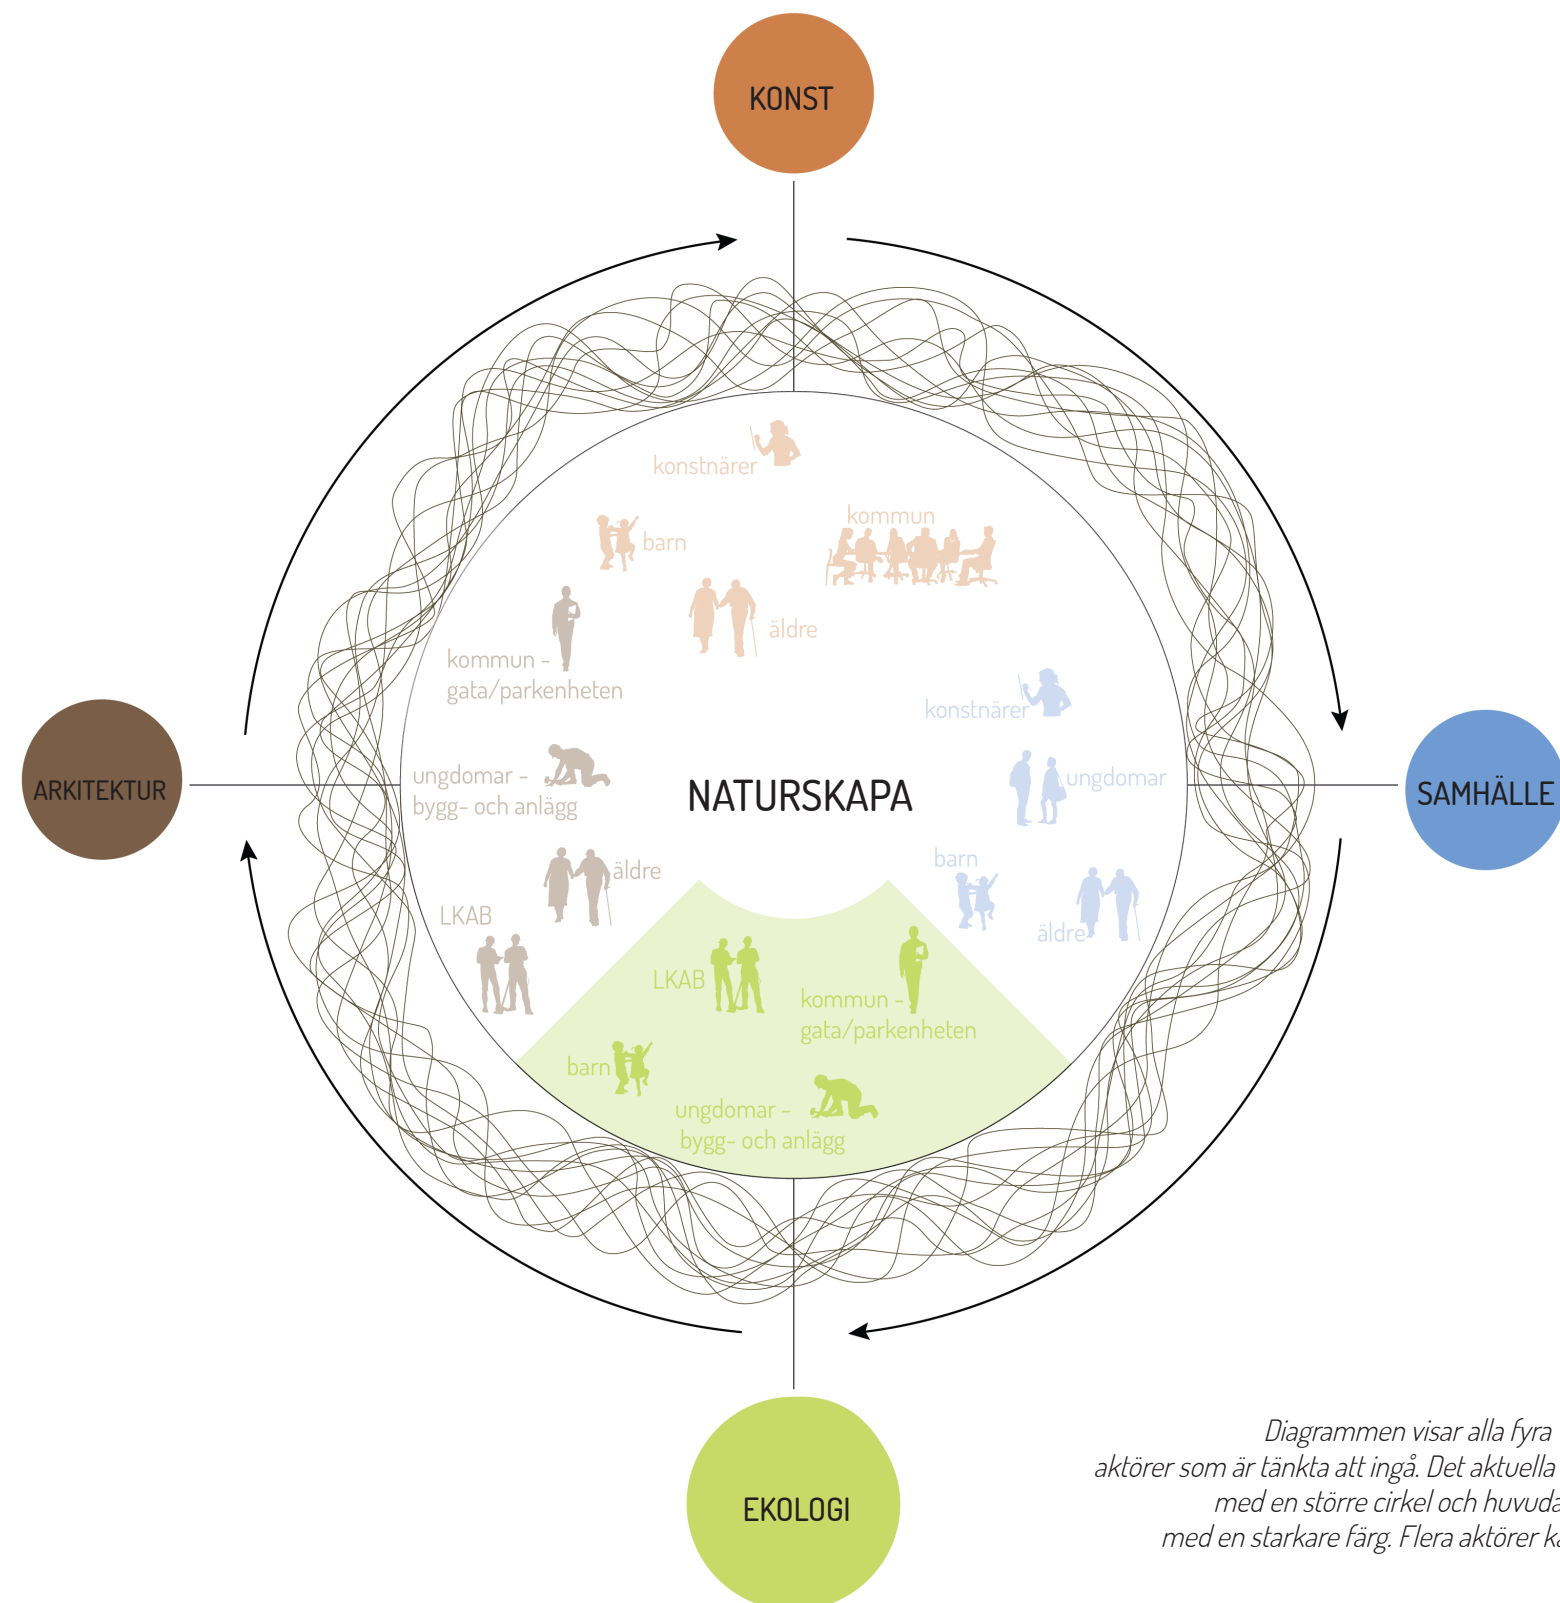 KONST
konstnärer
kommun
barn
äldre
kommun -
gata/parkenheten
konstnärer
ungdomar -
bygg- och anlägg
NATURSKAPA
ungdomar
ARKITEKTUR
SAMHÄLLE
äldre
barn
LKAB
äldre
LKAB
kommun -
gata/parkenheten
barn
ungdomar -
bygg- och anlägg
EKOLOGI
Diagrammen visar alla fyra
aktörer som är tänkta att ingå. Det aktuella
med en större cirkel och
med en starkare färg. Flera aktörer